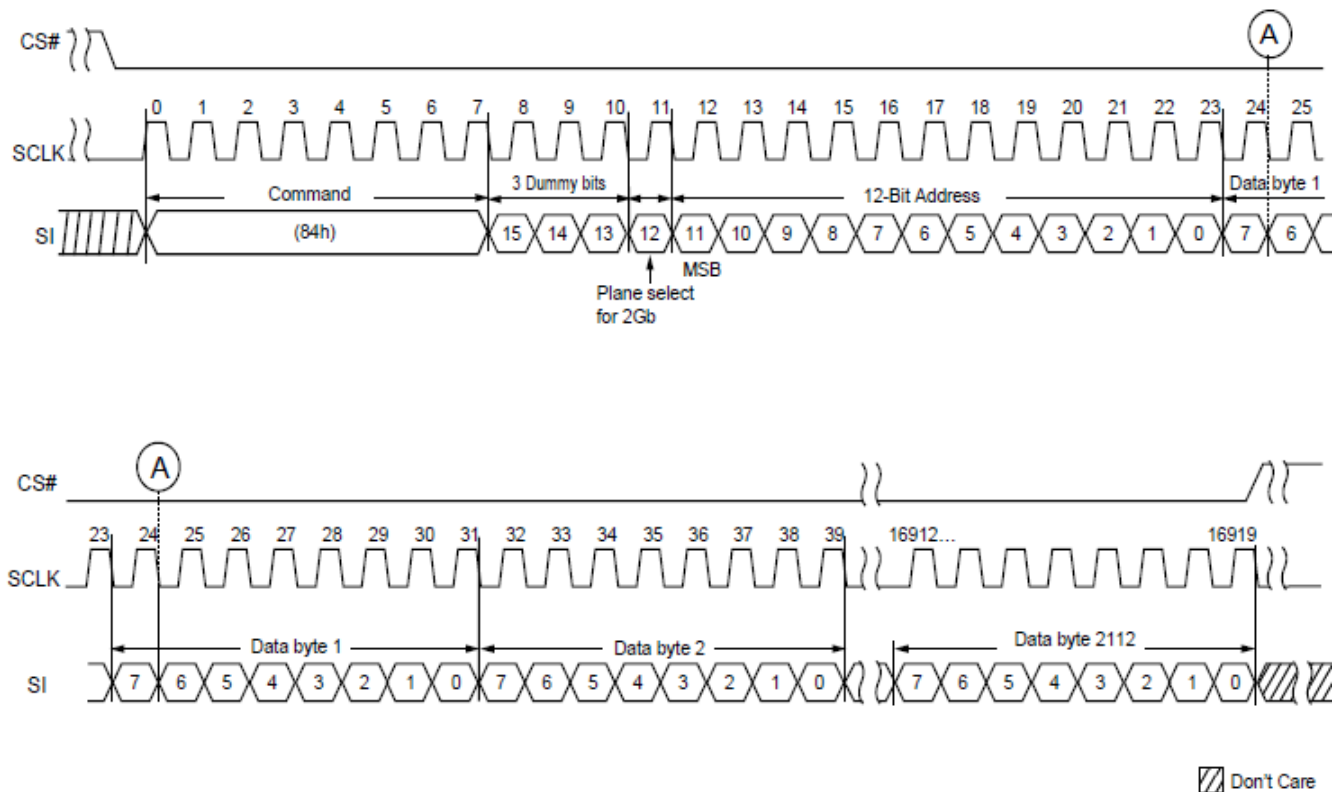 A
CS#
0 1 2 3 4 5 6 7 8 9 10 11 12 13 14 15 16 17 18 19 20 21 22 23 24 25
SCLK
Command 3 Dummy bits 12-Bit Address Data byte 1
SI (84h) 15 14 13 12 11 10 9 8 7 6 5 4 3 2 1 0 7 6
MSB
Plane select
for 2Gb
A
CS#
23 24 25 26 27 28 29 30 31 32 33 34 35 36 37 38 39 16912... 16919
SCLK
Data byte 1 Data byte 2 Data byte 2112
SI 7 6 5 4 3 2 1 0 7 6 5 4 3 2 1 0 7 6 5 4 3 2 1 0
Don't Care